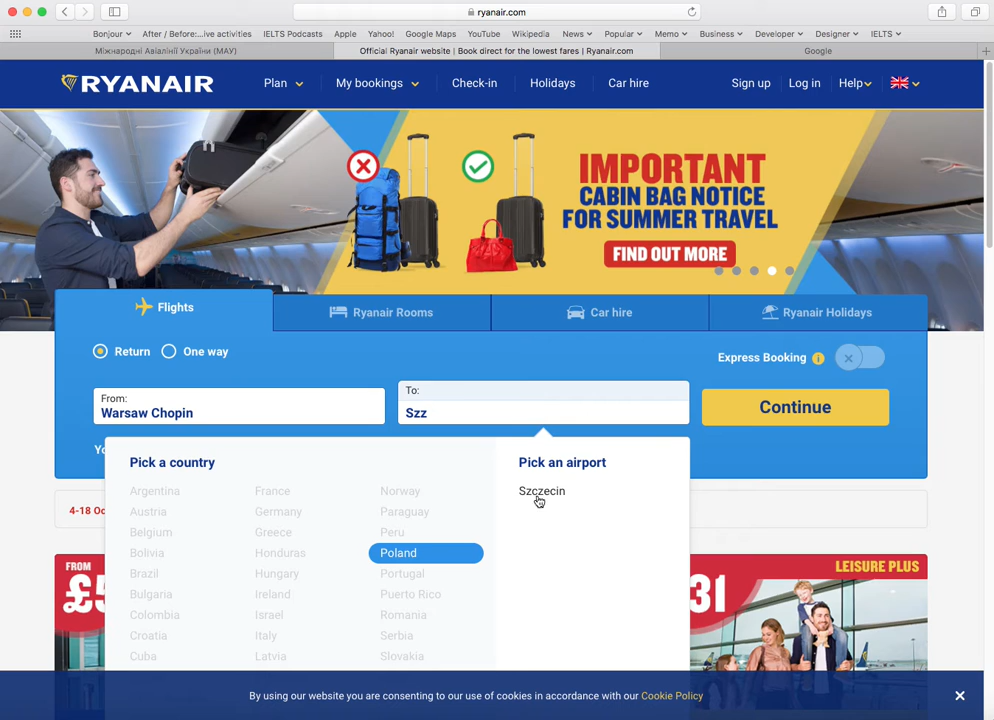 ryanair.com
Bonjour After / Before:...ive activities IELTS Podcasts Apple Yahoo! Google Maps YouTube Wikipedia News Popular Memo Business Developer Designer IELTS
Міжнародні Авіалінії України (МАУ) Official Ryanair website | Book direct for the lowest fares | Ryanair.com Google
RYANAIR Plan My bookings Check-in Holidays Car hire Sign up Log in Help
IMPORTANT
CABIN BAG NOTICE
FOR SUMMER TRAVEL
FIND OUT MORE
Flights Ryanair Rooms Car hire Ryanair Holidays
Return One way Express Booking
From:
Warsaw Chopin
To:
Szz
Continue
Pick a country Pick an airport
Argentina France Norway Szczecin
Austria Germany Paraguay
Belgium Greece Peru
Bolivia Honduras Poland
Brazil Hungary Portugal
Bulgaria Ireland Puerto Rico
Colombia Israel Romania
Croatia Italy Serbia
Cuba Latvia Slovakia
4-18
FROM
LEISURE PLUS
31
By using our website you are consenting to our use of cookies in accordance with our Cookie Policy